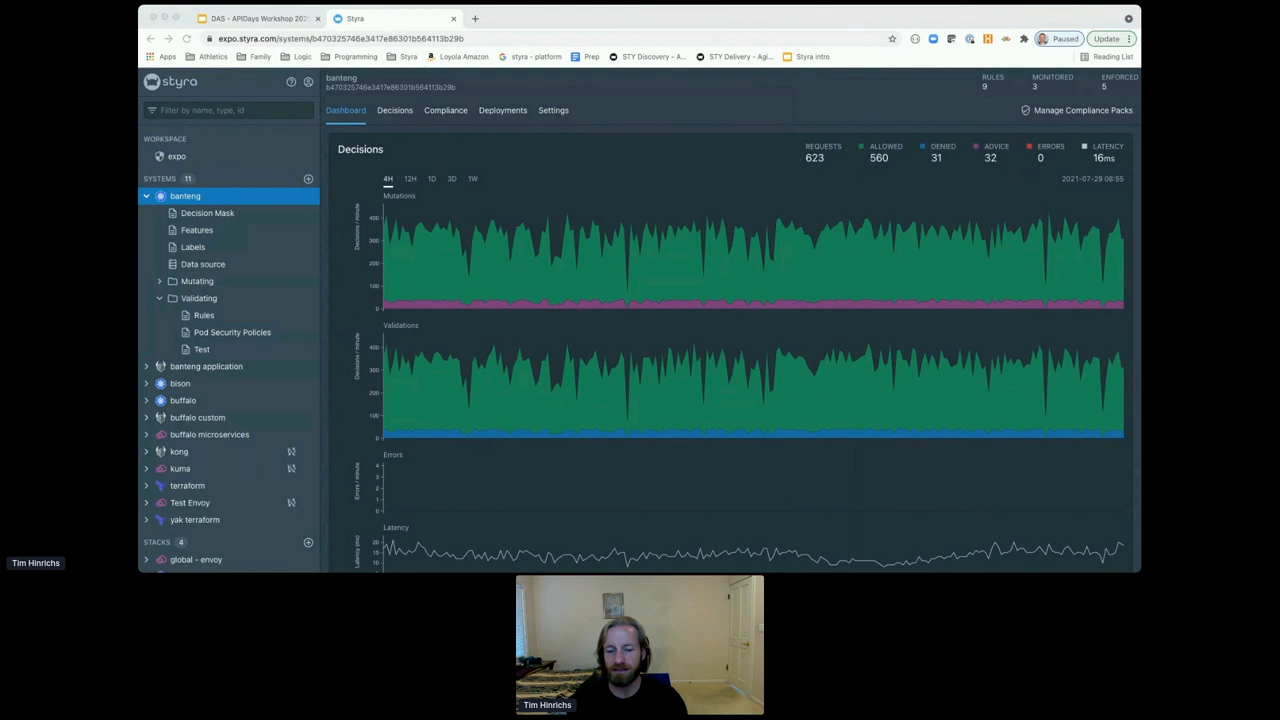 DAS - APIDays Workshop 202
Styra
expo.styra.com/systems/b470325746e3417e86301b564113b29b
Paused
Update
Apps
Athletics
Family
Logic
Programming
Styra
Loyola Amazon
styra - platform
Prep
STY Discovery - A...
STY Delivery - Agi...
Styra intro
Reading List
styra
banteng
b470325746e3417e86301b564113b29b
RULES
9
MONITORED
3
ENFORCED
5
Filter by name, type, id
Dashboard
Decisions
Compliance
Deployments
Settings
Manage Compliance Packs
WORKSPACE
expo
SYSTEMS 11
banteng
Decision Mask
Features
Labels
Data source
Mutating
Validating
Rules
Pod Security Policies
Test
banteng application
bison
buffalo
buffalo custom
buffalo microservices
kong
kuma
terraform
Test Envoy
yak terraform
STACKS 4
global - envoy
Decisions
REQUESTS
623
ALLOWED
560
DENIED
31
ADVICE
32
ERRORS
0
LATENCY
16ms
4H
12H
1D
3D
1W
2021-07-29 08:55
Mutations
Decisions / minute
400
300
200
100
0
Validations
Decisions / minute
400
300
200
100
0
Errors
Errors / minute
4
3
2
1
0
Latency
Latency (ms)
20
15
10
Tim Hinrichs
Tim Hinrichs